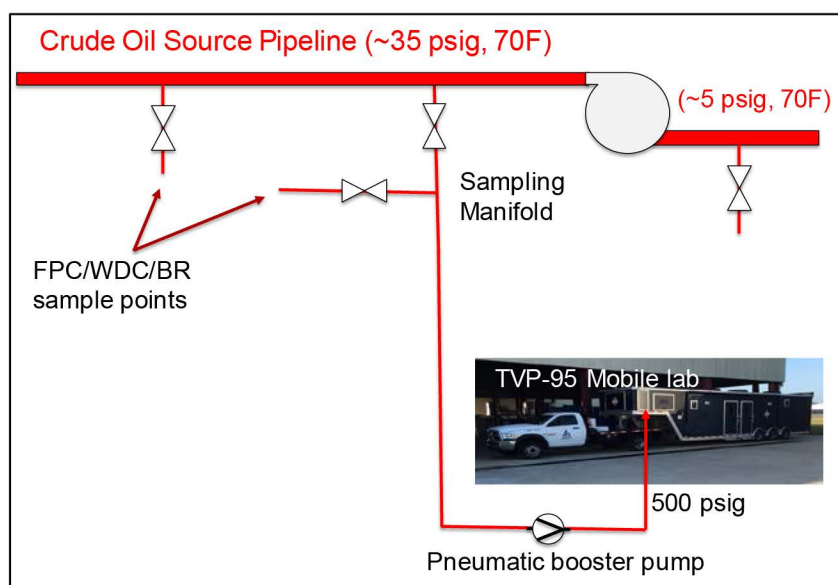 Crude Oil Source Pipeline (~35 psig, 70F)
(~5 psig, 70F)
Sampling
Manifold
FPC/WDC/BR
sample points
TVP-95 Mobile lab
500 psig
Pneumatic booster pump